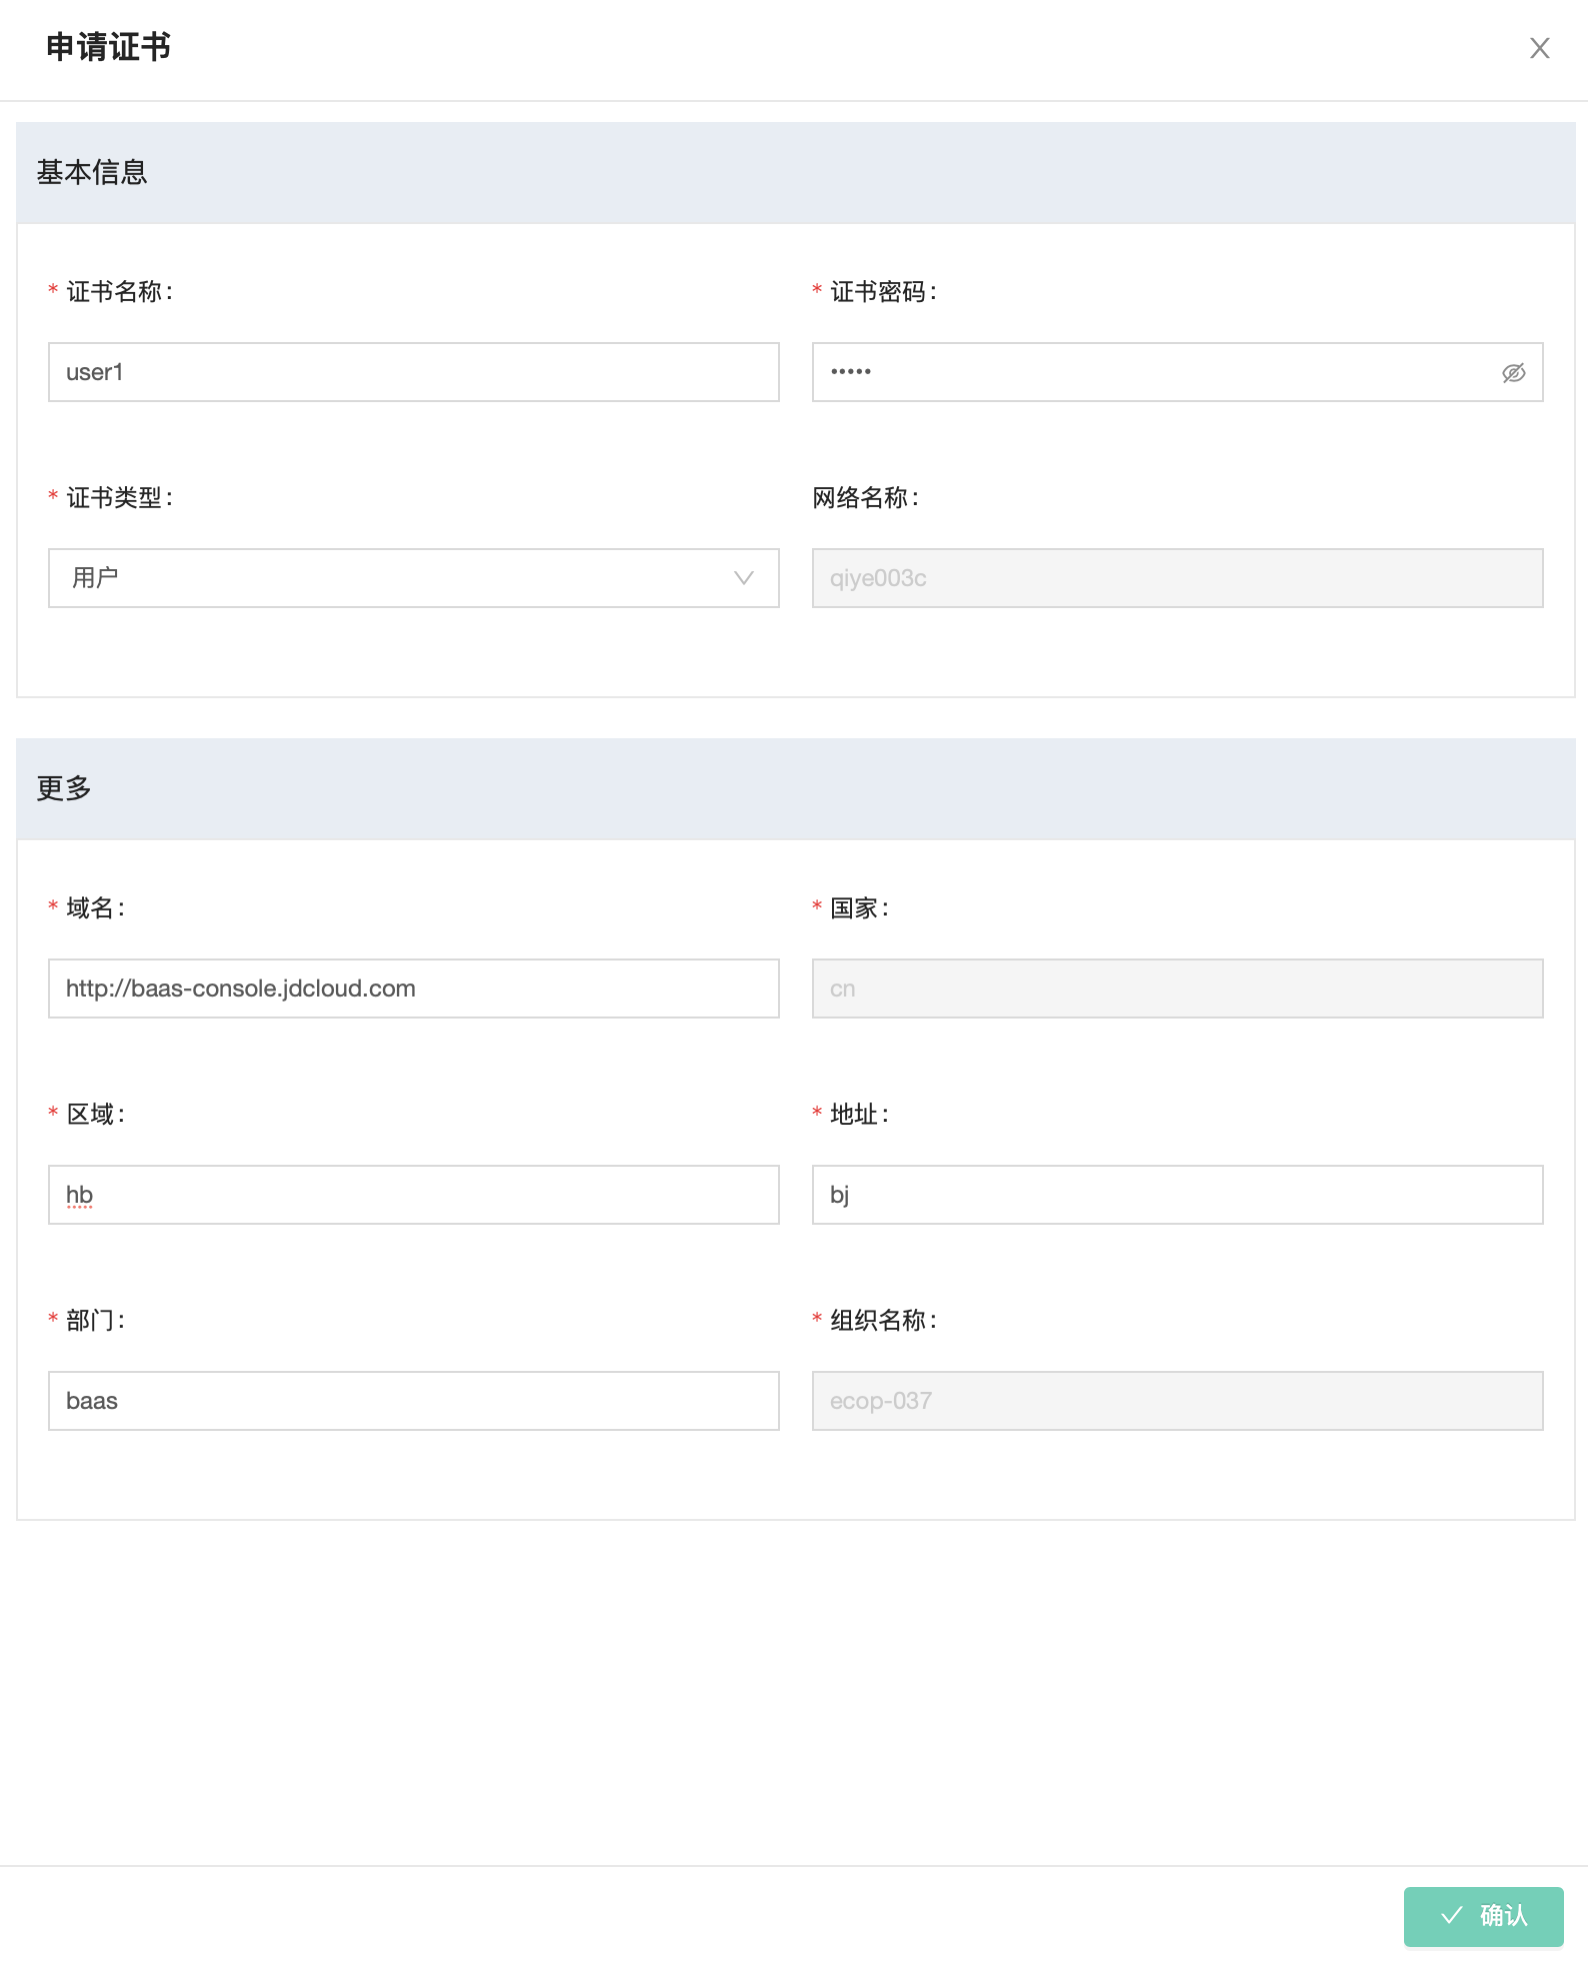 申请证书
基本信息
* 证书名称：
* 证书密码：
user1
•••••
* 证书类型：
网络名称：
用户
qiye003c
更多
* 域名：
* 国家：
http://baas-console.jdcloud.com
cn
* 区域：
* 地址：
hb
bj
* 部门：
* 组织名称：
baas
ecop-037
确认